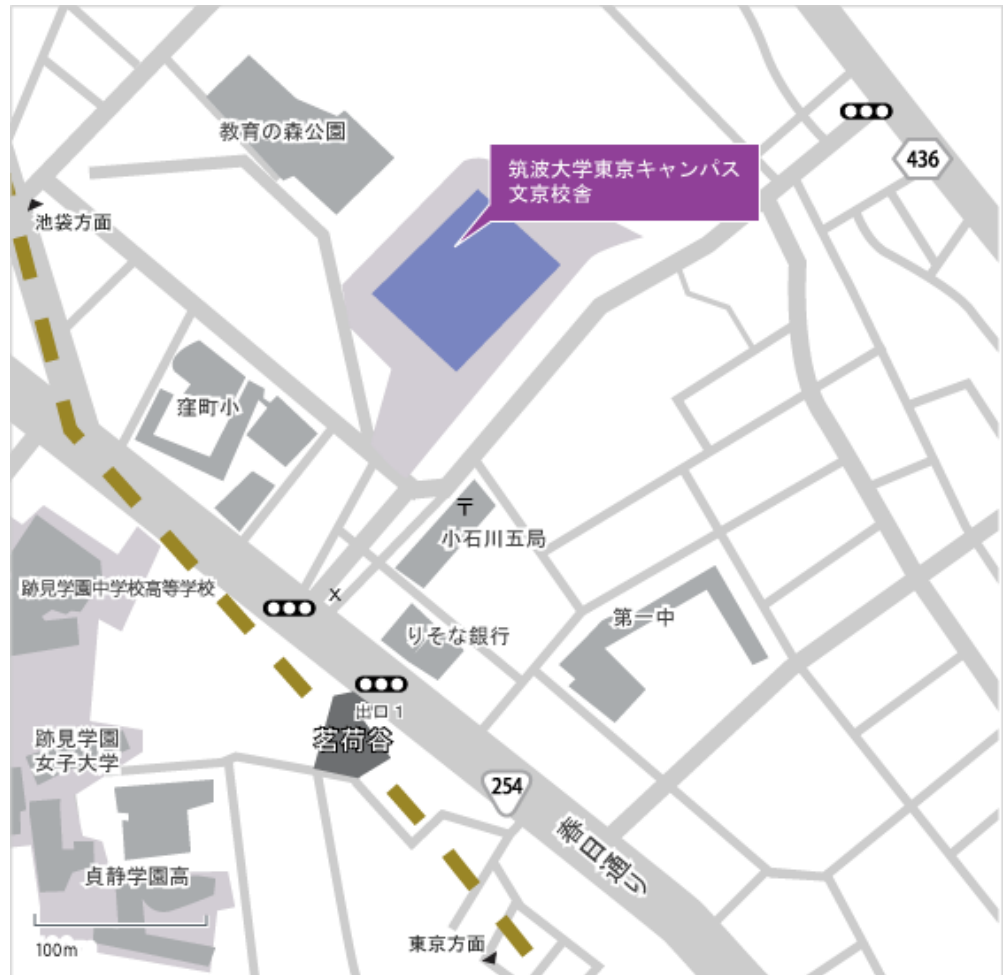 教育の森公園
筑波大学東京キャンパス
文京校舎
436
池袋方面
窪町小
〒
小石川五局
跡見学園中学校高等学校
X
りそな銀行
第一中
出口1
茗荷谷
跡見学園
女子大学
254
春日通り
貞静学園高
100m
東京方面